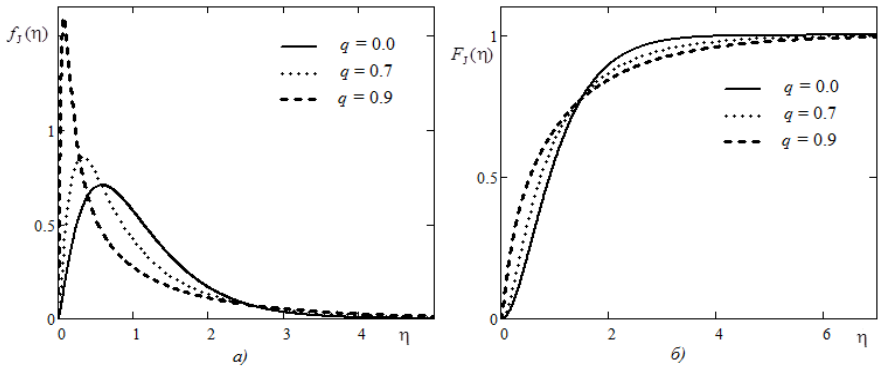 f_J(η)
q = 0.0
q = 0.7
q = 0.9
1
0.5
0
0 1 2 3 4 η
а)
1
F_J(η)
q = 0.0
q = 0.7
q = 0.9
0.5
0
0 2 4 6 η
б)